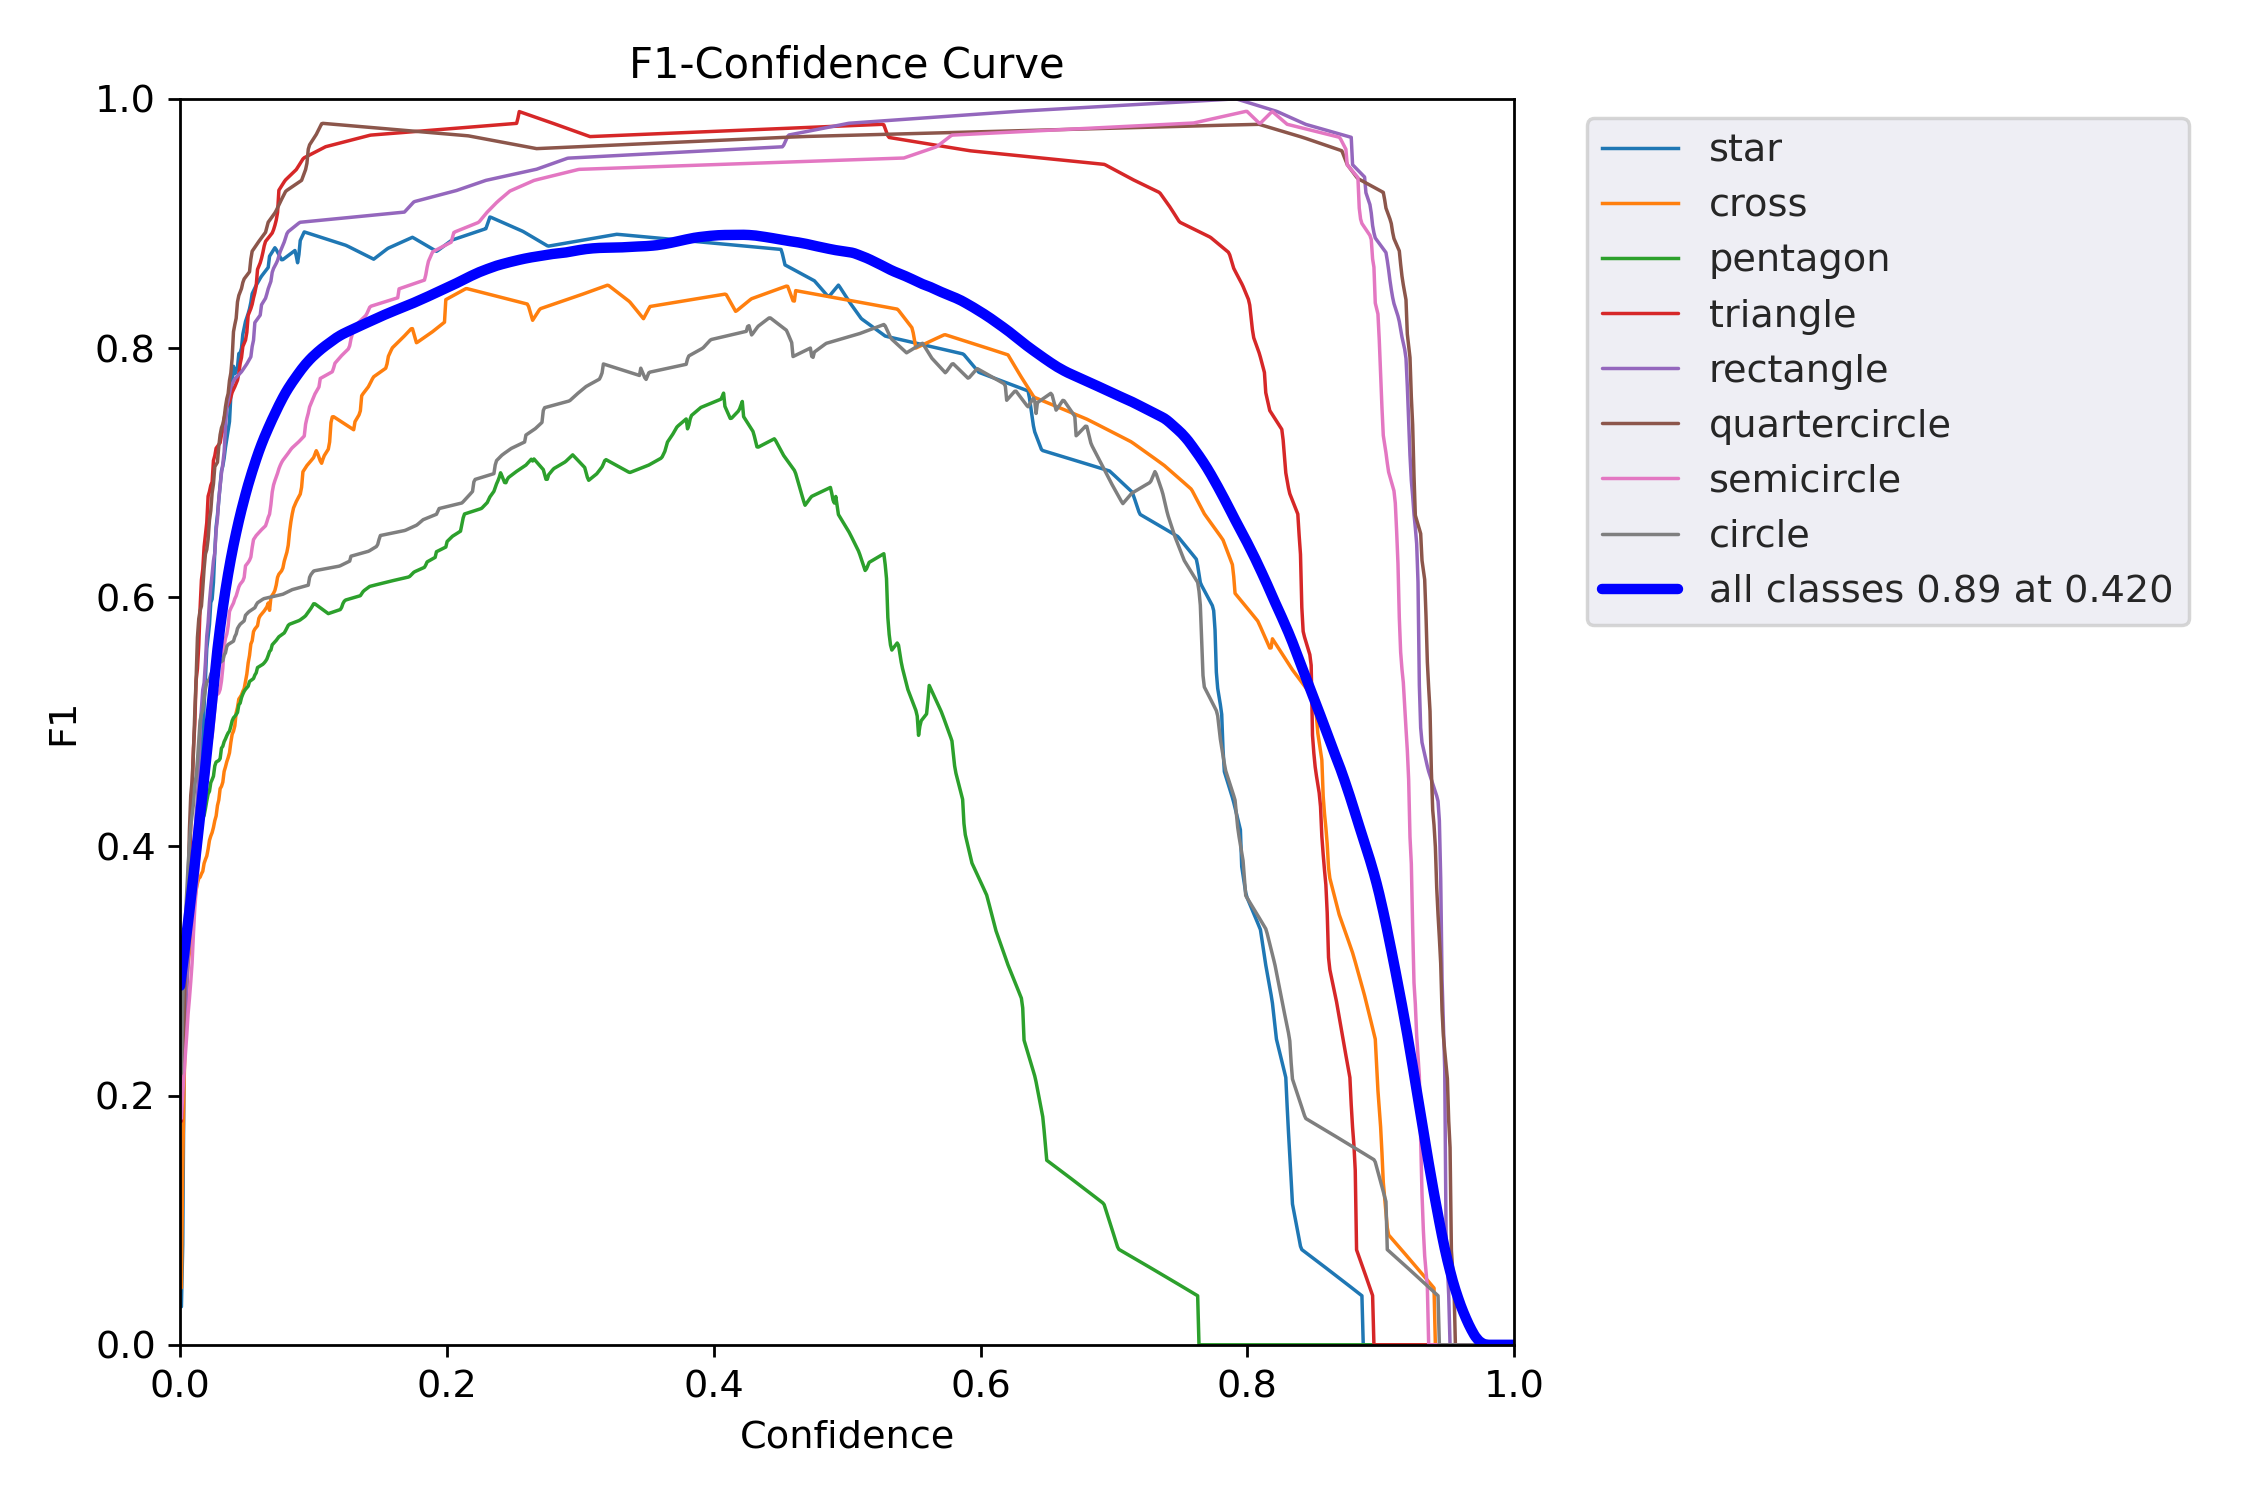 F1-Confidence Curve
1.0
0.8
0.6
0.4
0.2
0.0
F1
0.0 0.2 0.4 0.6 0.8 1.0
Confidence
star
cross
pentagon
triangle
rectangle
quartercircle
semicircle
circle
all classes 0.89 at 0.420